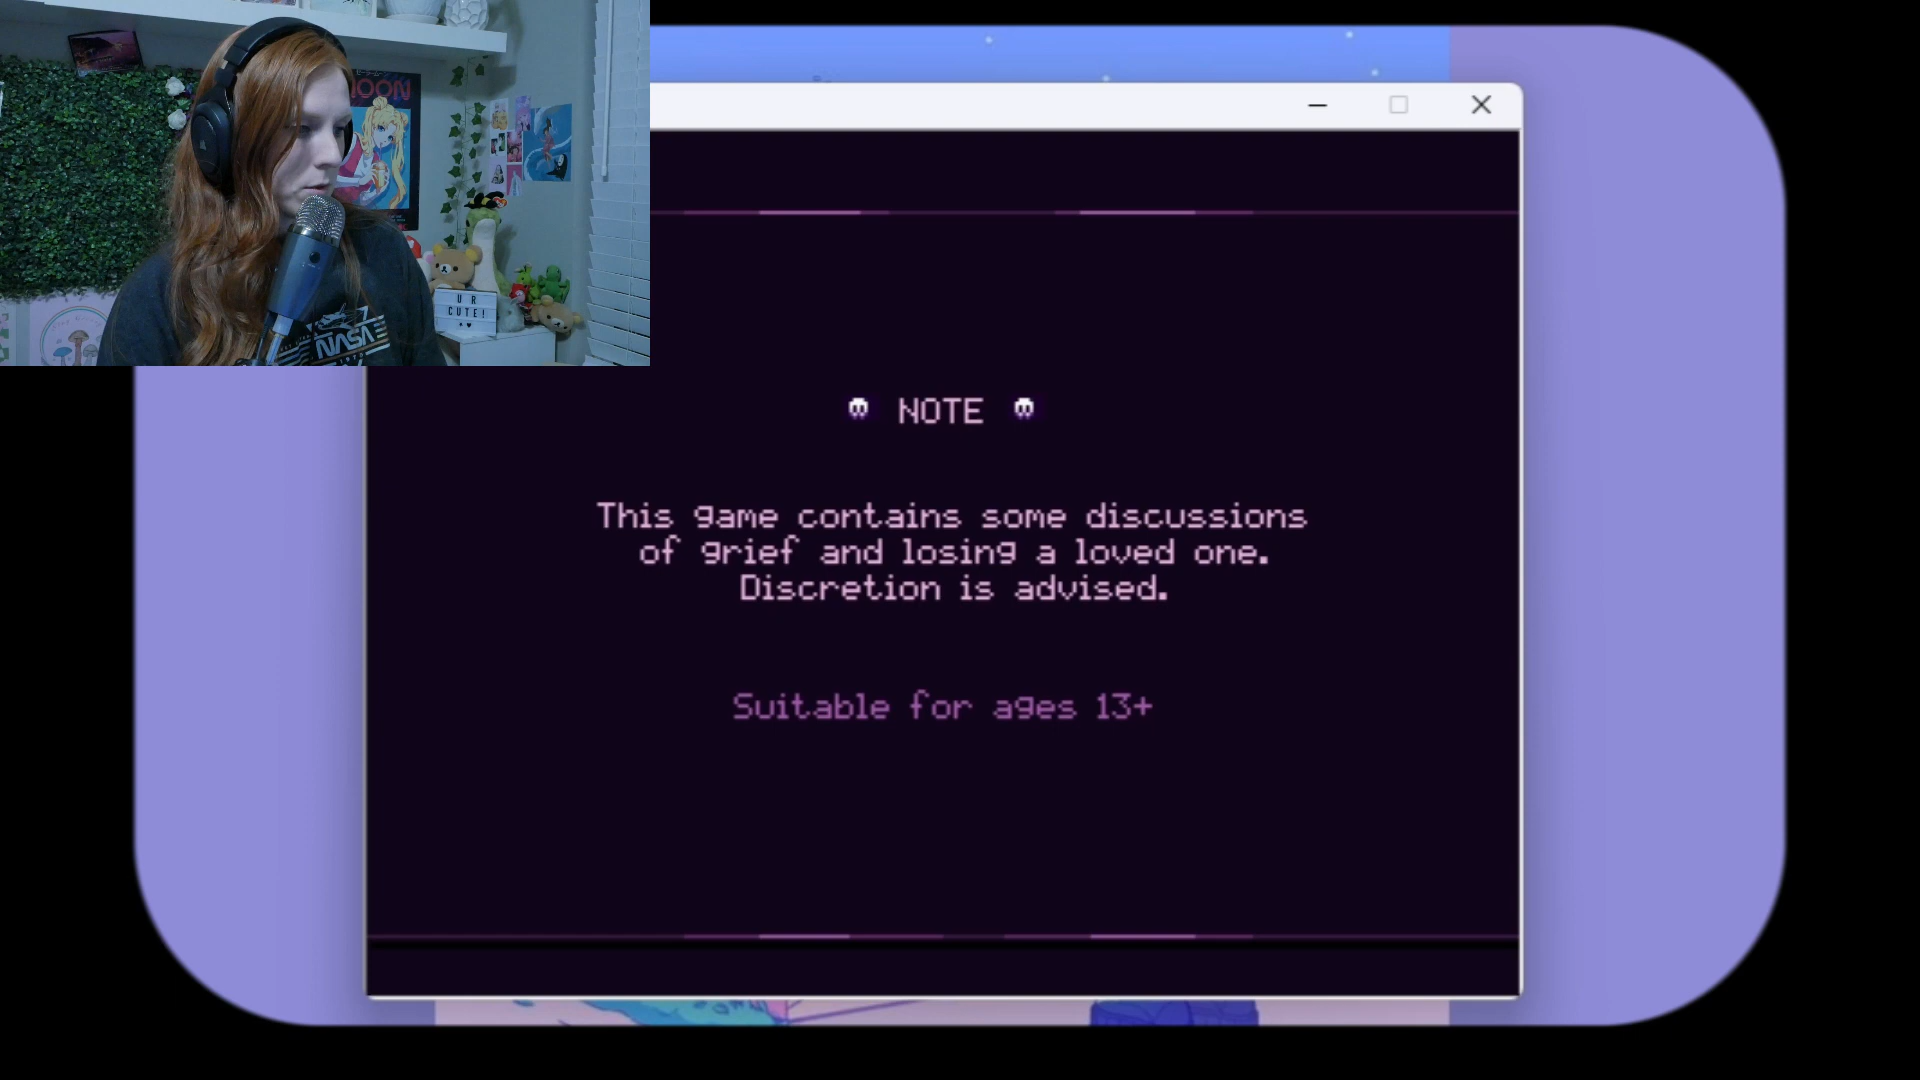 MOON
U R
CUTE!
NASA
NOTE
This game contains some discussions
of grief and losing a loved one.
Discretion is advised.
Suitable for ages 13+